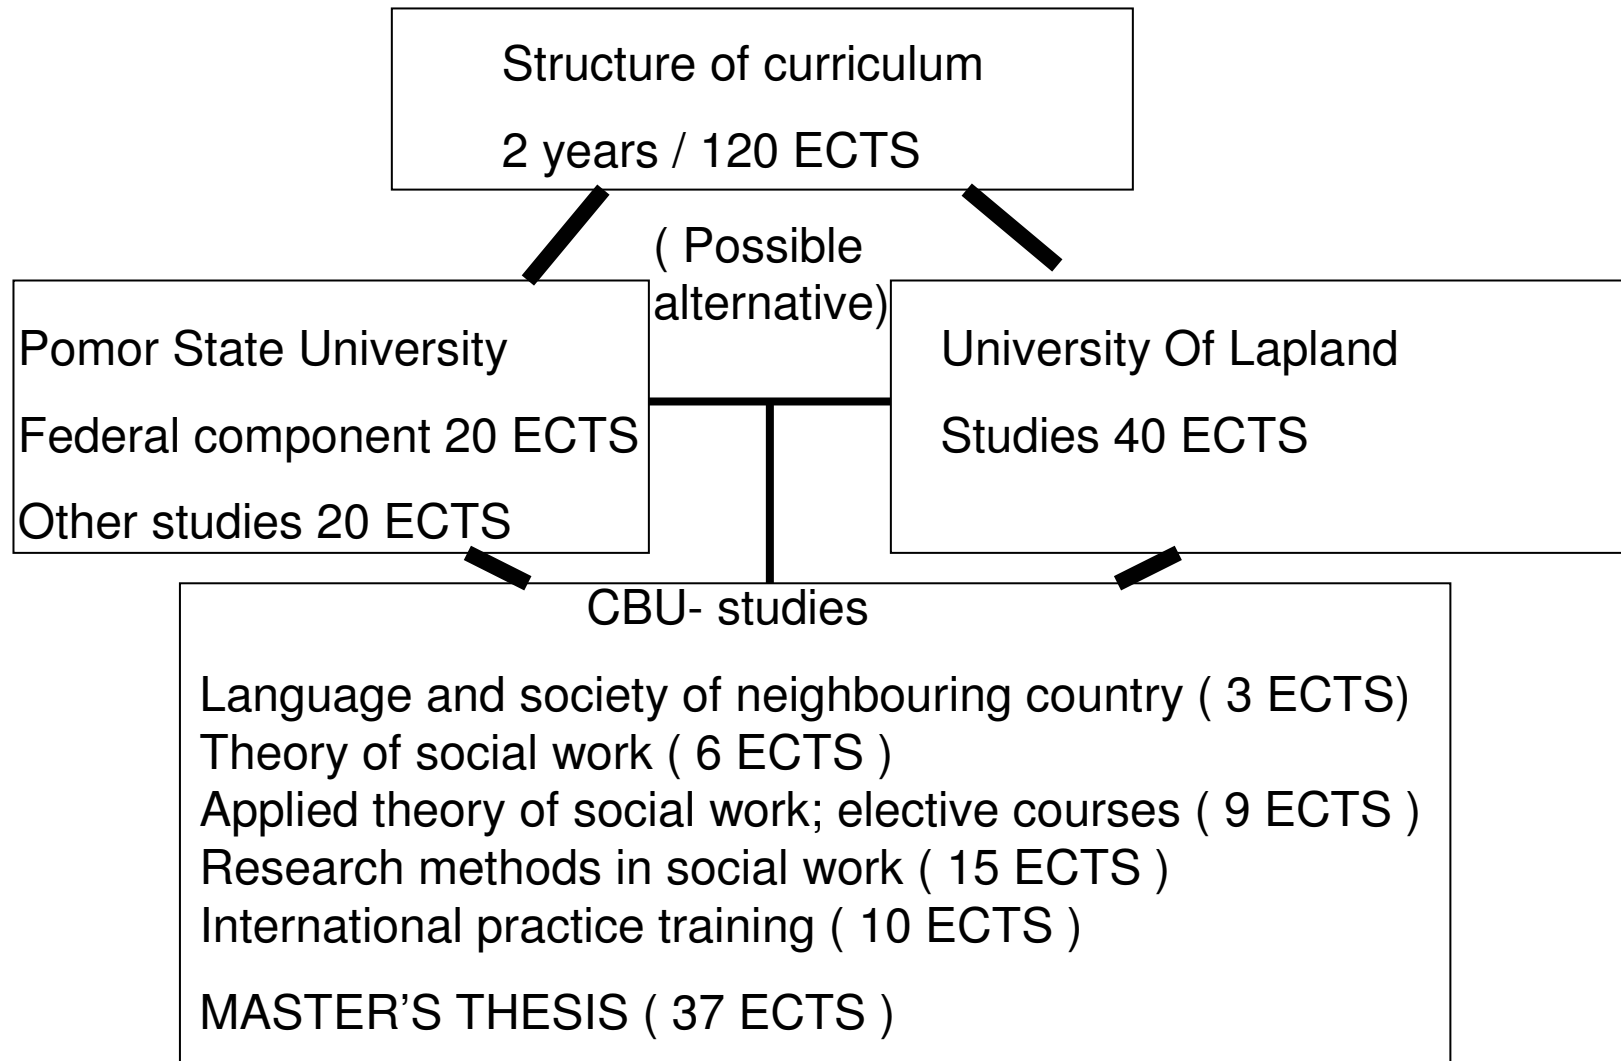 Structure of curriculum
2 years / 120 ECTS
( Possible
alternative)
Pomor State University
Federal component 20 ECTS
Other studies 20 ECTS
University Of Lapland
Studies 40 ECTS
CBU- studies
Language and society of neighbouring country ( 3 ECTS)
Theory of social work ( 6 ECTS )
Applied theory of social work; elective courses ( 9 ECTS )
Research methods in social work ( 15 ECTS )
International practice training ( 10 ECTS )
MASTER’S THESIS ( 37 ECTS )